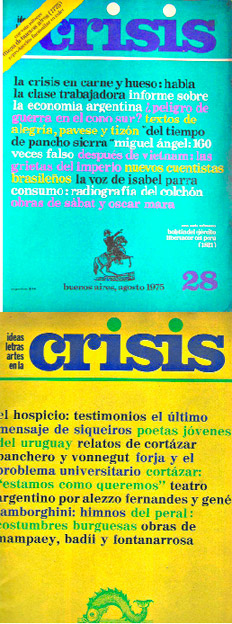 crisis
la crisis en carne y hueso: habla
la clase trabajadora informe sobre
la economia argentina ¿peligro de
guerra en el cono sur? textos de
alegría, pavese y tizón "del tiempo
de pancho sierra" miguel ángel: 160
veces falso después de vietnam: las
grietas del imperio nuevos cuentistas
brasileños la voz de isabel parra
consumo: radiografía del colchón
obras de sábat y oscar mara
28
buenos aires, agosto 1975
ideas
letras
artes
en la
crisis
el hospicio: testimonios el último
mensaje de siqueiros poetas jóvenes
del uruguay relatos de cortázar
banchero y vonnegut forja y el
problema universitario cortázar:
"estamos como queremos" teatro
argentino por alezzo fernandes y gené
lamborghini: himnos del peral:
costumbres burguesas obras de
mampaey, badíi y fontanarrosa